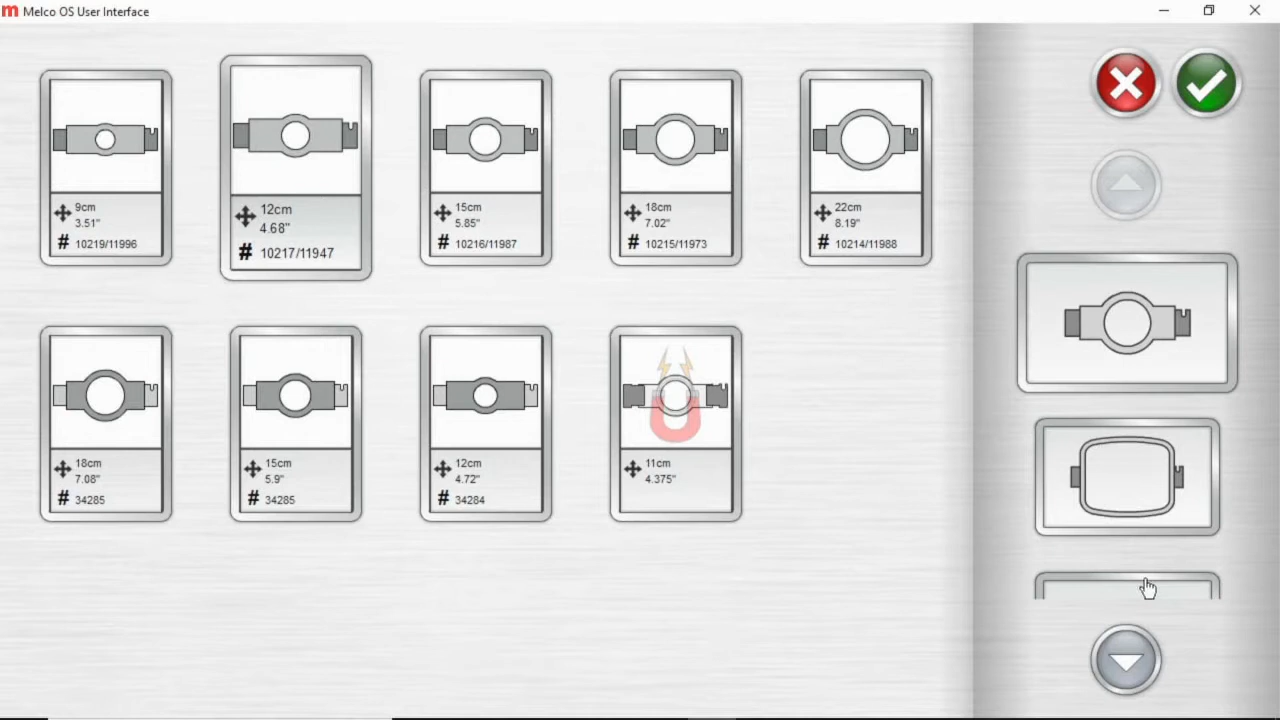 m Melco OS User Interface
9cm
3.51"
# 10219/11996
12cm
4.68"
# 10217/11947
15cm
5.85"
# 10216/11987
18cm
7.02"
# 10215/11973
22cm
8.19"
# 10214/11988
18cm
7.08"
# 34285
15cm
5.9"
# 34285
12cm
4.72"
# 34284
11cm
4.375"